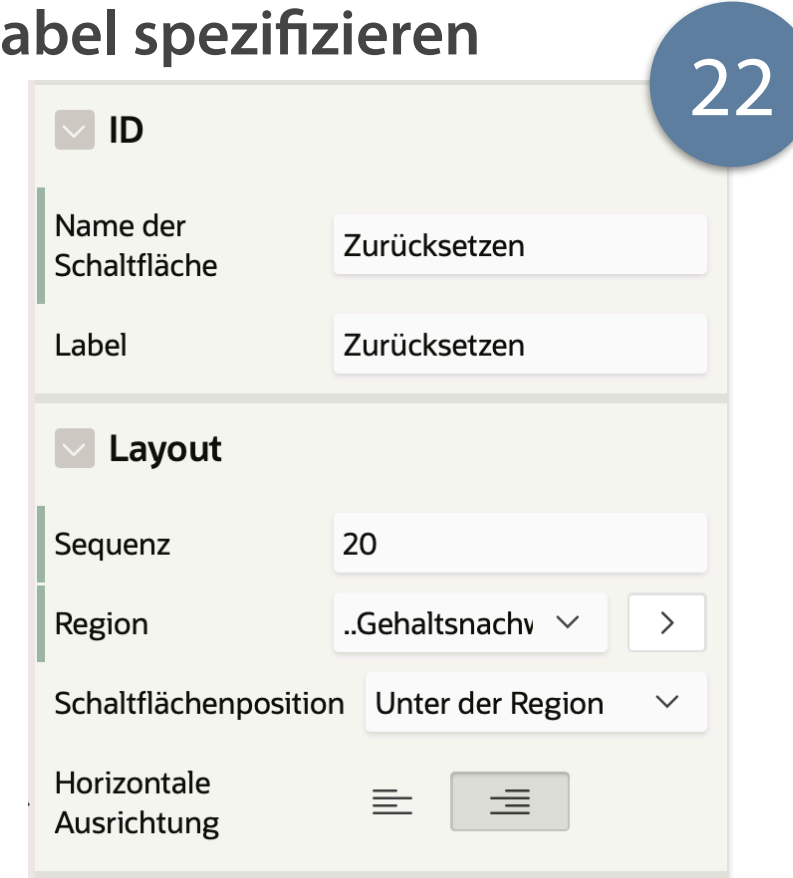 abel spezifizieren
22
ID
Name der
Schaltfläche
Zurücksetzen
Label
Zurücksetzen
Layout
Sequenz
20
Region
..Gehaltsnachv
Schaltflächenposition
Unter der Region
Horizontale
Ausrichtung